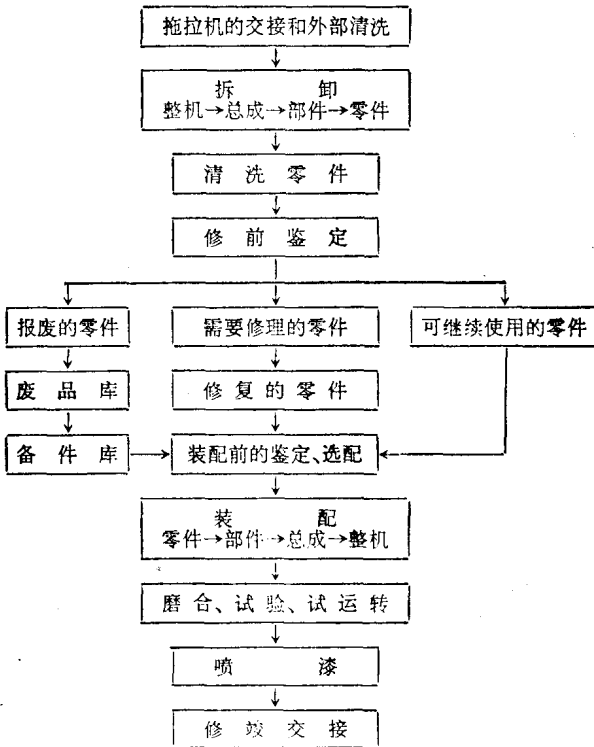 拖拉机的交接和外部清洗
拆 卸
整机→总成→部件→零件
清洗零件
修前鉴定
报废的零件
需要修理的零件
可继续使用的零件
废品库
修复的零件
备件库
装配前的鉴定、选配
装 配
零件→部件→总成→整机
磨合、试验、试运转
喷 漆
修竣交接